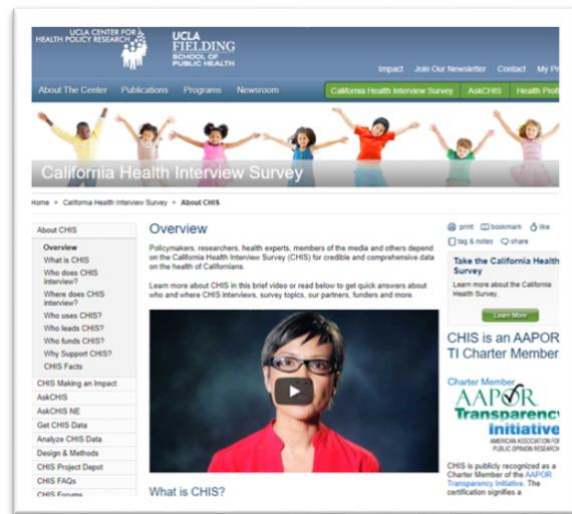 UCLA CENTER FOR
HEALTH POLICY RESEARCH
UCLA
FIELDING
SCHOOL OF
PUBLIC HEALTH
Impact Join Our Newsletter Contact My Pr
About The Center Publications Programs Newsroom
California Health Interview Survey AskCHIS Health Prof
California Health Interview Survey
Home > California Health Interview Survey > About CHIS
About CHIS
Overview
What is CHIS
Who does CHIS
interview?
Where does CHIS
interview?
Who uses CHIS?
Who leads CHIS?
Who funds CHIS?
Why Support CHIS?
CHIS Facts
CHIS Making an Impact
AskCHIS
AskCHIS NE
Get CHIS Data
Analyze CHIS Data
Design & Methods
CHIS Project Depot
CHIS FAQs
CHIS Forums
Overview
Policymakers, researchers, health experts, members of the media and others depend
on the California Health Interview Survey (CHIS) for credible and comprehensive data
on the health of Californians.
Learn more about CHIS in this brief video or read below to get quick answers about
who and where CHIS interviews, survey topics, our partners, funders and more.
What is CHIS?
print bookmark like
tag & notes share
Take the California Health
Survey
Learn more about the California
Health Survey.
Learn More
CHIS is an AAPOR
TI Charter Member
Charter Member
AAPOR
Transparency
Initiative
AMERICAN ASSOCIATION FO
PUBLIC OPINION RESEARCH
CHIS is publicly recognized as a
Charter Member of the AAPOR
Transparency Initiative. The
certification signifies a